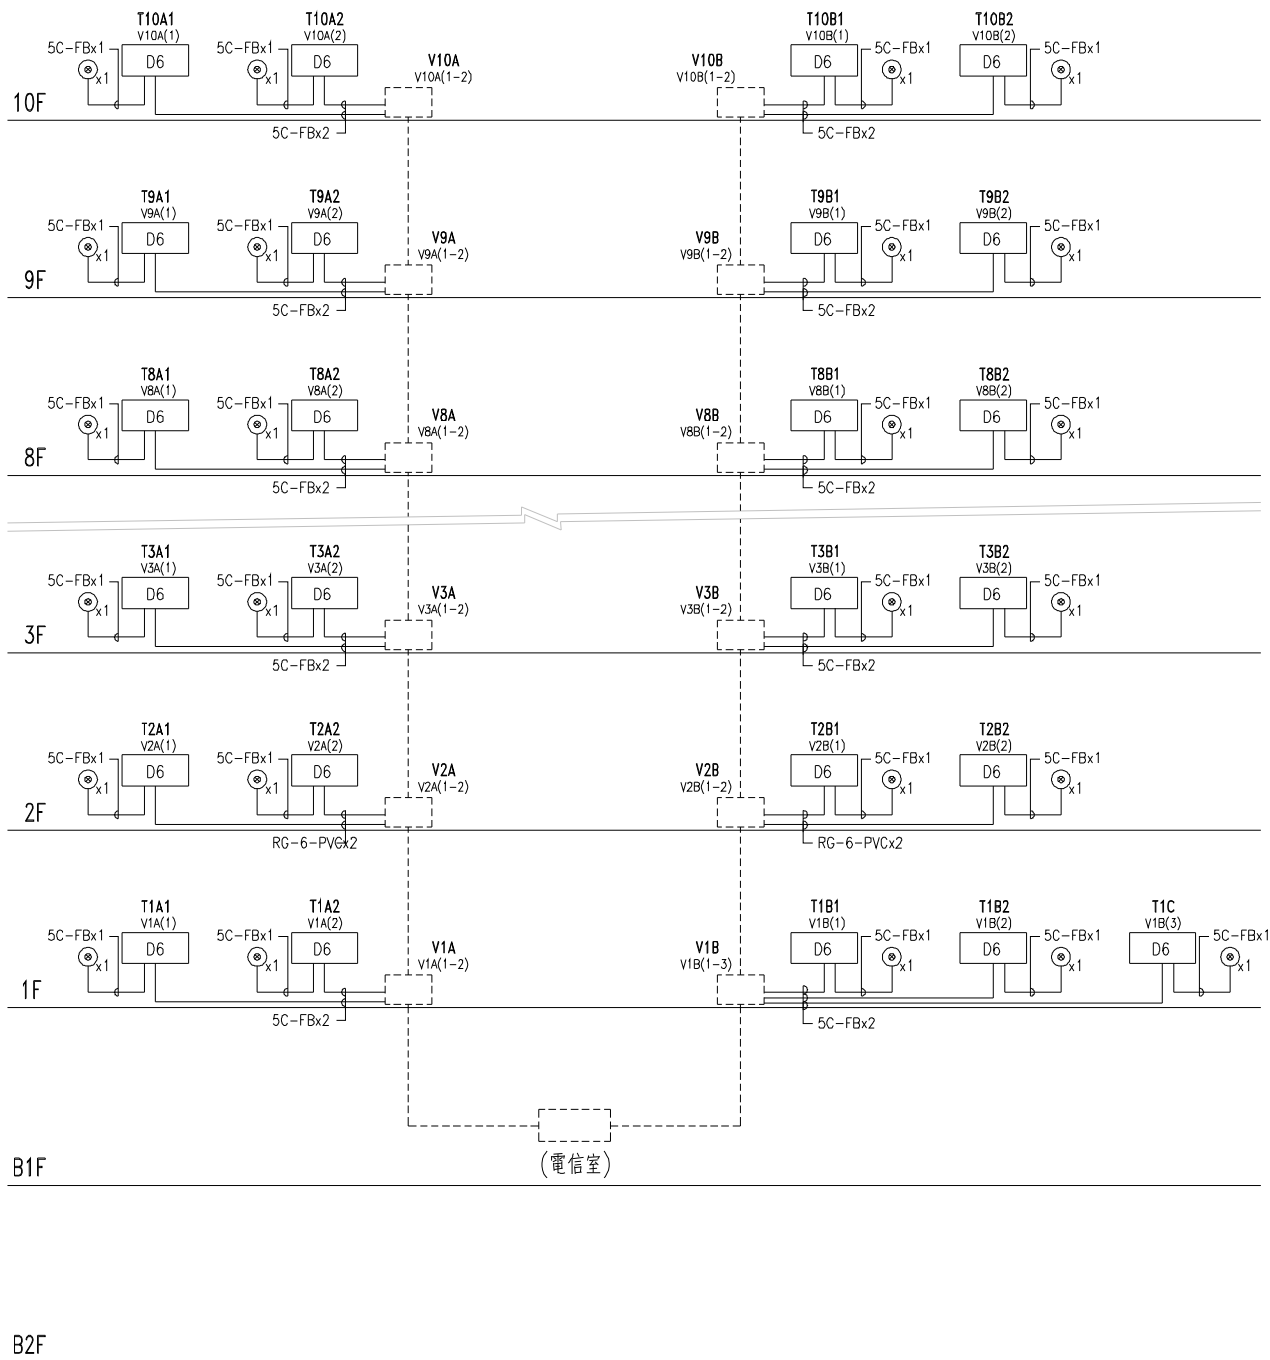 T10A1
V10A(1)
5C-FBx1
D6
x1
T10A2
V10A(2)
5C-FBx1
D6
x1
V10A
V10A(1-2)
5C-FBx2
V10B
V10B(1-2)
T10B1
V10B(1)
D6
5C-FBx1
x1
T10B2
V10B(2)
D6
5C-FBx1
x1
5C-FBx2
10F
T9A1
V9A(1)
5C-FBx1
D6
x1
T9A2
V9A(2)
5C-FBx1
D6
x1
V9A
V9A(1-2)
5C-FBx2
V9B
V9B(1-2)
T9B1
V9B(1)
D6
5C-FBx1
x1
T9B2
V9B(2)
D6
5C-FBx1
x1
5C-FBx2
9F
T8A1
V8A(1)
5C-FBx1
D6
x1
T8A2
V8A(2)
5C-FBx1
D6
x1
V8A
V8A(1-2)
5C-FBx2
V8B
V8B(1-2)
T8B1
V8B(1)
D6
5C-FBx1
x1
T8B2
V8B(2)
D6
5C-FBx1
x1
5C-FBx2
8F
T3A1
V3A(1)
5C-FBx1
D6
x1
T3A2
V3A(2)
5C-FBx1
D6
x1
V3A
V3A(1-2)
5C-FBx2
V3B
V3B(1-2)
T3B1
V3B(1)
D6
5C-FBx1
x1
T3B2
V3B(2)
D6
5C-FBx1
x1
5C-FBx2
3F
T2A1
V2A(1)
5C-FBx1
D6
x1
T2A2
V2A(2)
5C-FBx1
D6
x1
V2A
V2A(1-2)
RG-6-PVCx2
V2B
V2B(1-2)
T2B1
V2B(1)
D6
5C-FBx1
x1
T2B2
V2B(2)
D6
5C-FBx1
x1
RG-6-PVCx2
2F
T1A1
V1A(1)
5C-FBx1
D6
x1
T1A2
V1A(2)
5C-FBx1
D6
x1
V1A
V1A(1-2)
5C-FBx2
V1B
V1B(1-3)
T1B1
V1B(1)
D6
5C-FBx1
x1
T1B2
V1B(2)
D6
5C-FBx1
x1
T1C
V1B(3)
D6
5C-FBx1
x1
5C-FBx2
1F
(電信室)
B1F
B2F